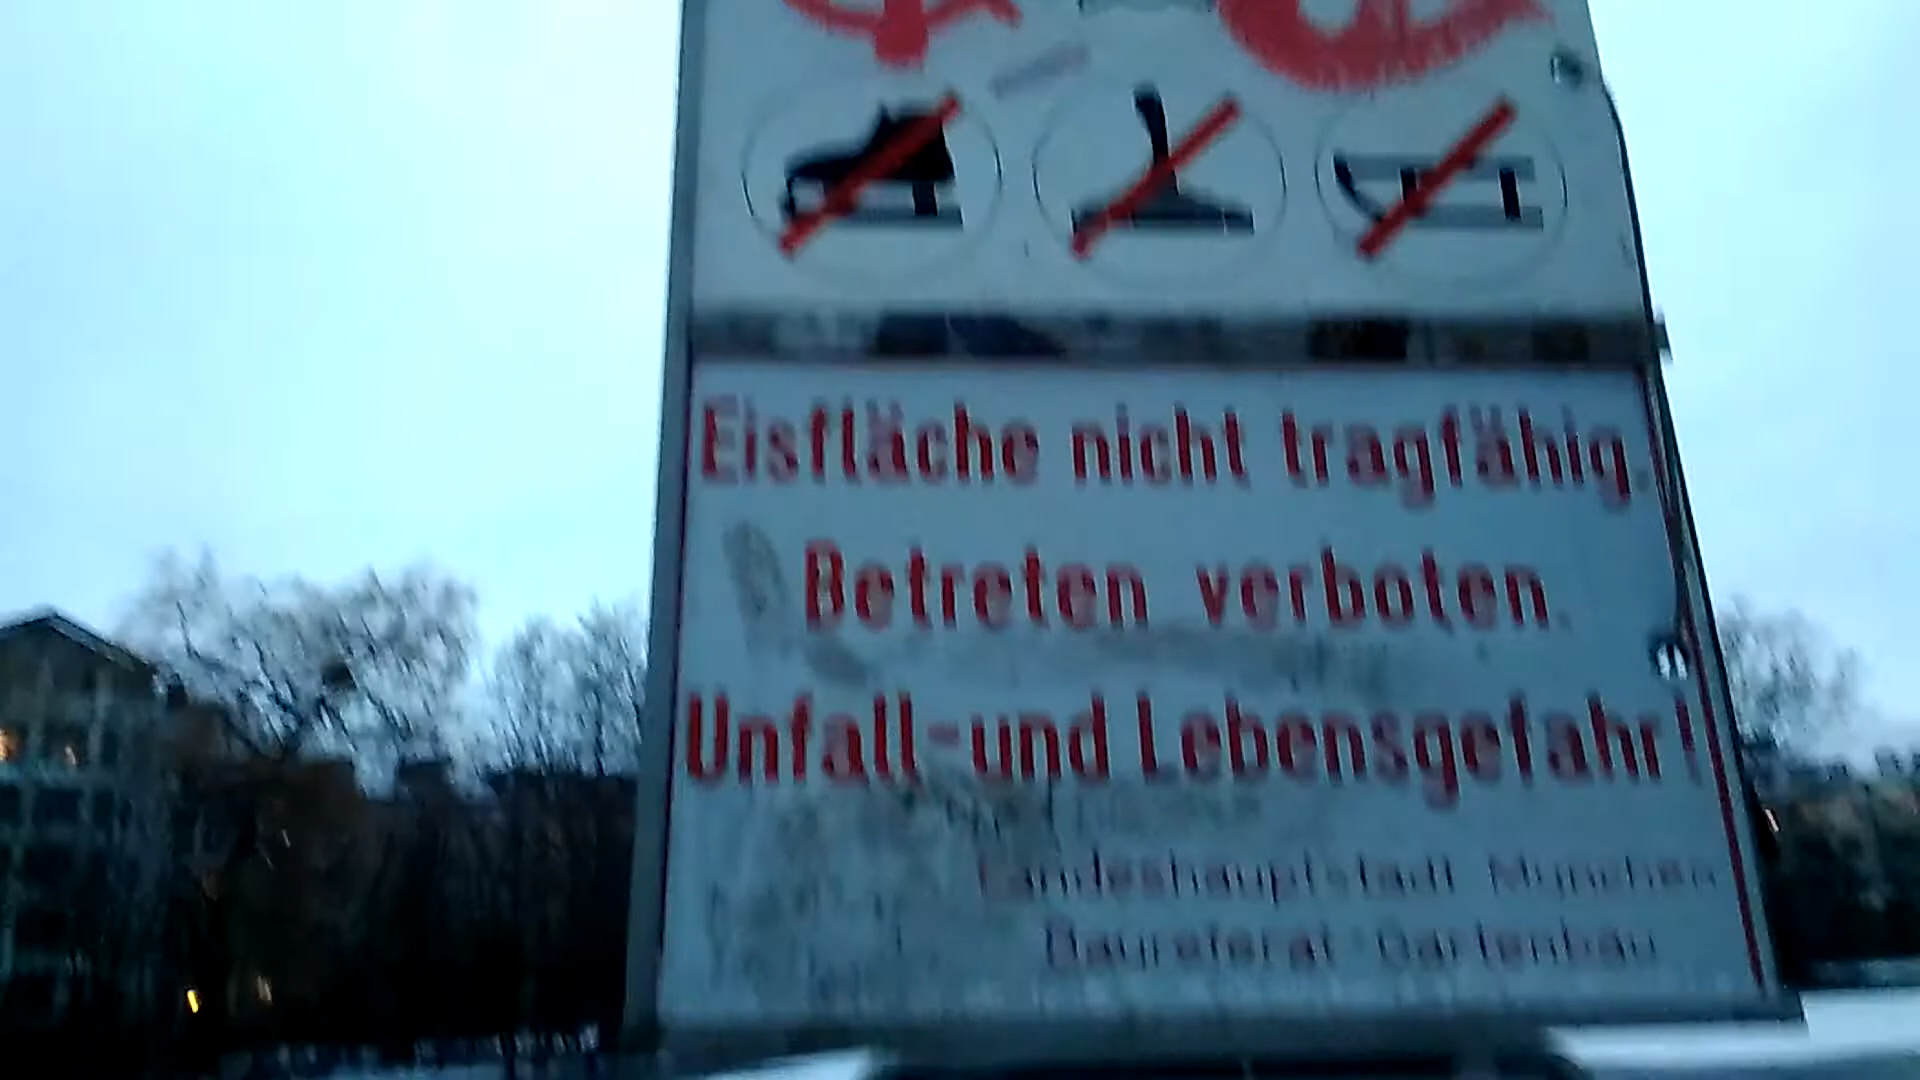 Eisfläche nicht tragfähig.
Betreten verboten.
Unfall-und Lebensgefahr!
Landeshauptstadt München
Baureferat Gartenbau